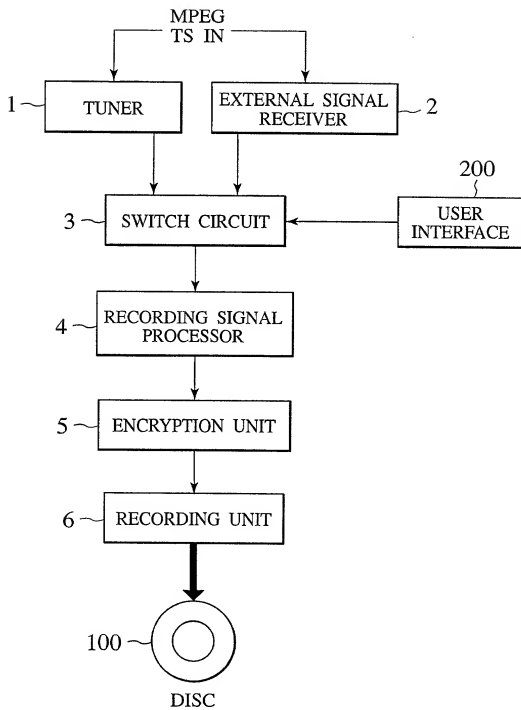 MPEG
TS IN
1
TUNER
EXTERNAL SIGNAL
RECEIVER
2
200
3
SWITCH CIRCUIT
USER
INTERFACE
4
RECORDING SIGNAL
PROCESSOR
5
ENCRYPTION UNIT
6
RECORDING UNIT
100
DISC